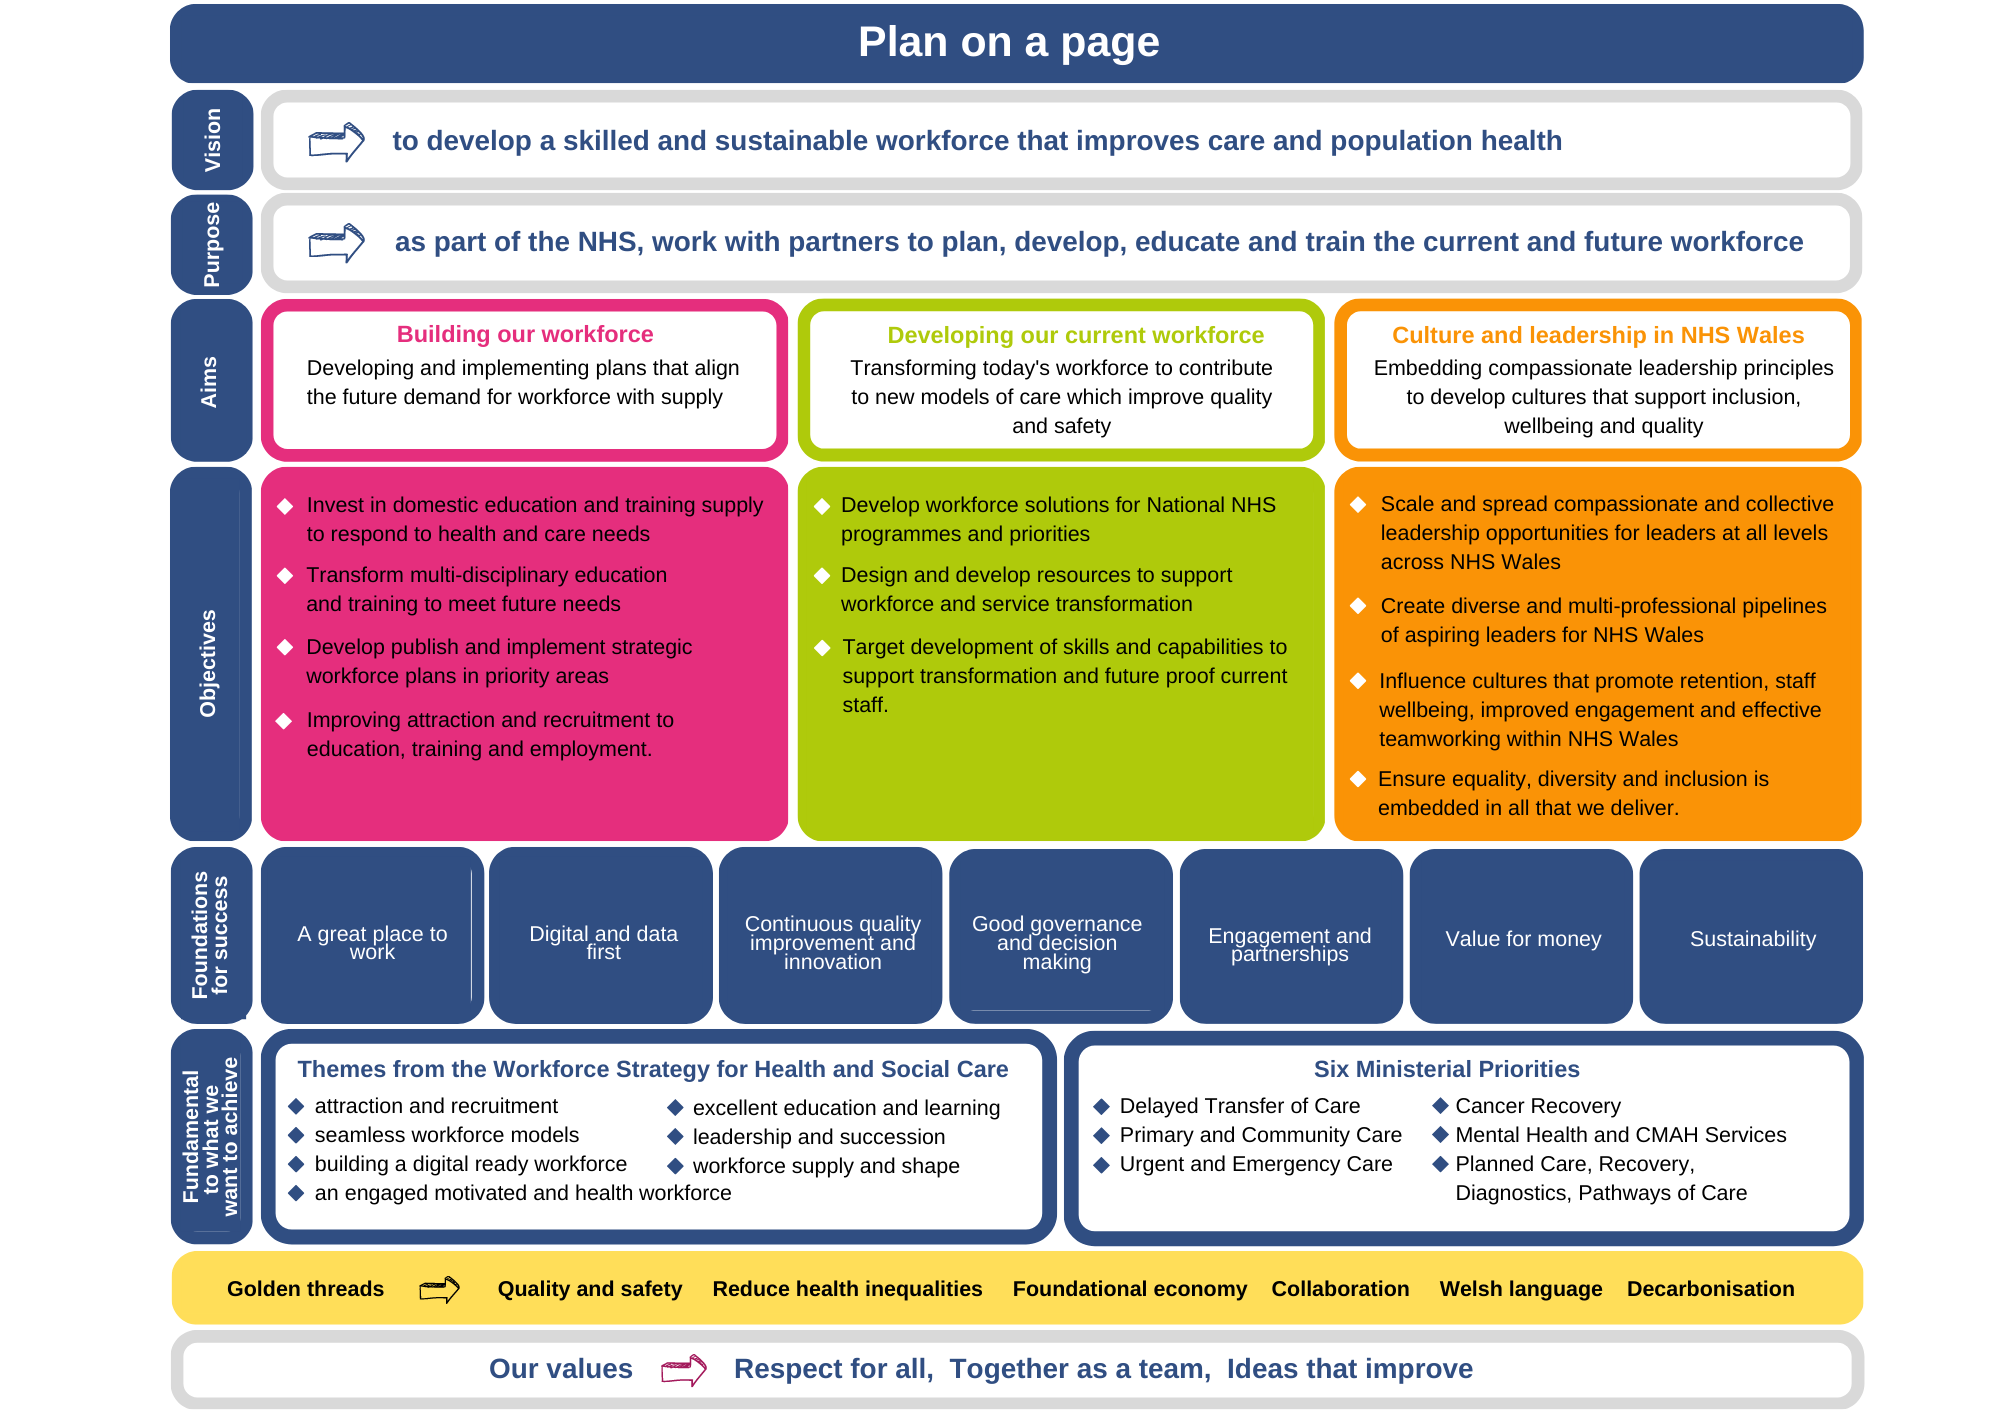 Plan on a page
Vision
to develop a skilled and sustainable workforce that improves care and population health
Purpose
as part of the NHS, work with partners to plan, develop, educate and train the current and future workforce
Aims
Building our workforce
Developing and implementing plans that align
the future demand for workforce with supply
Developing our current workforce
Transforming today's workforce to contribute
to new models of care which improve quality
and safety
Culture and leadership in NHS Wales
Embedding compassionate leadership principles
to develop cultures that support inclusion,
wellbeing and quality
Objectives
Invest in domestic education and training supply
to respond to health and care needs
Transform multi-disciplinary education
and training to meet future needs
Develop publish and implement strategic
workforce plans in priority areas
Improving attraction and recruitment to
education, training and employment.
Develop workforce solutions for National NHS
programmes and priorities
Design and develop resources to support
workforce and service transformation
Target development of skills and capabilities to
support transformation and future proof current
staff.
Scale and spread compassionate and collective
leadership opportunities for leaders at all levels
across NHS Wales
Create diverse and multi-professional pipelines
of aspiring leaders for NHS Wales
Influence cultures that promote retention, staff
wellbeing, improved engagement and effective
teamworking within NHS Wales
Ensure equality, diversity and inclusion is
embedded in all that we deliver.
Foundations
for success
A great place to
work
Digital and data
first
Continuous quality
improvement and
innovation
Good governance
and decision
making
Engagement and
partnerships
Value for money
Sustainability
Fundamental
to what we
want to achieve
Themes from the Workforce Strategy for Health and Social Care
attraction and recruitment
seamless workforce models
building a digital ready workforce
an engaged motivated and health workforce
excellent education and learning
leadership and succession
workforce supply and shape
Six Ministerial Priorities
Delayed Transfer of Care
Primary and Community Care
Urgent and Emergency Care
Cancer Recovery
Mental Health and CMAH Services
Planned Care, Recovery,
Diagnostics, Pathways of Care
Golden threads Quality and safety Reduce health inequalities Foundational economy Collaboration Welsh language Decarbonisation
Our values Respect for all, Together as a team, Ideas that improve